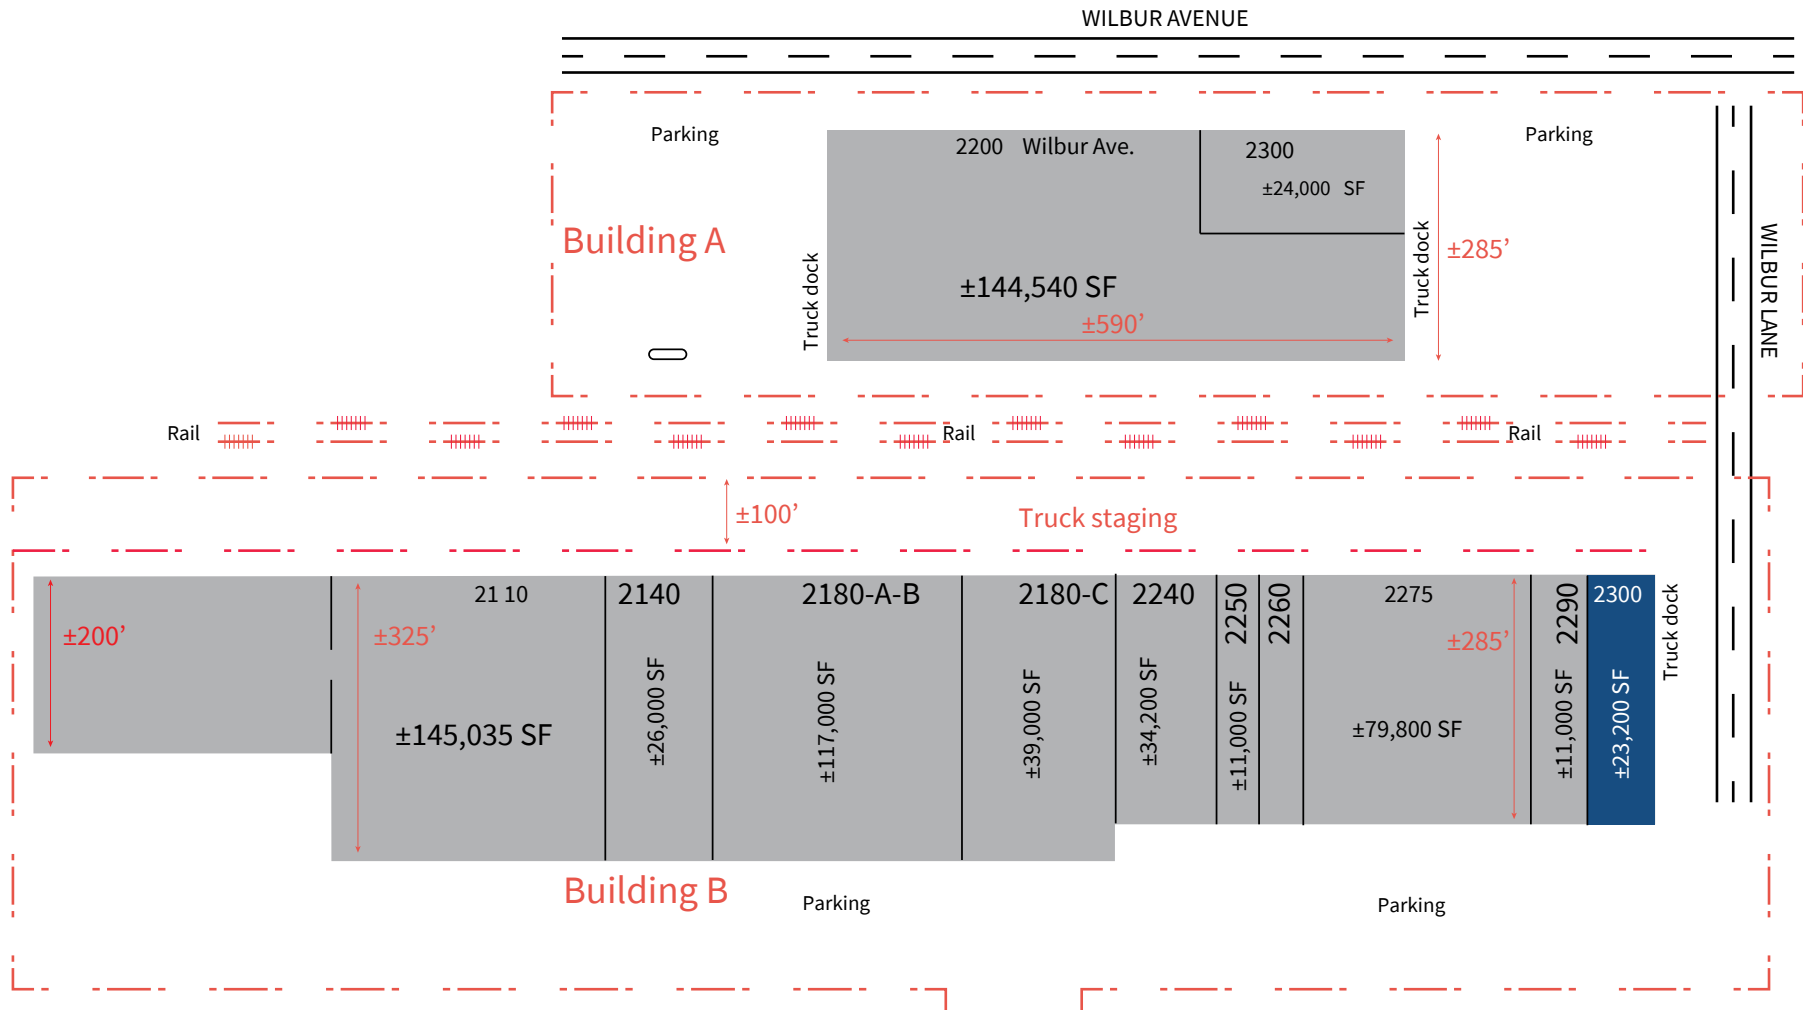 WILBUR AVENUE
Parking
2200 Wilbur Ave.
2300
±24,000 SF
Parking
Building A
Truck dock
±144,540 SF
±590’
Truck dock
±285’
WILBUR LANE
Rail
Rail
Rail
±100’
Truck staging
±200’
±325’
21 10
±145,035 SF
2140
±26,000 SF
2180-A-B
±117,000 SF
2180-C
±39,000 SF
2240
±34,200 SF
2250
±11,000 SF
2260
2275
±79,800 SF
±285’
2290
±11,000 SF
2300
±23,200 SF
Truck dock
Building B
Parking
Parking